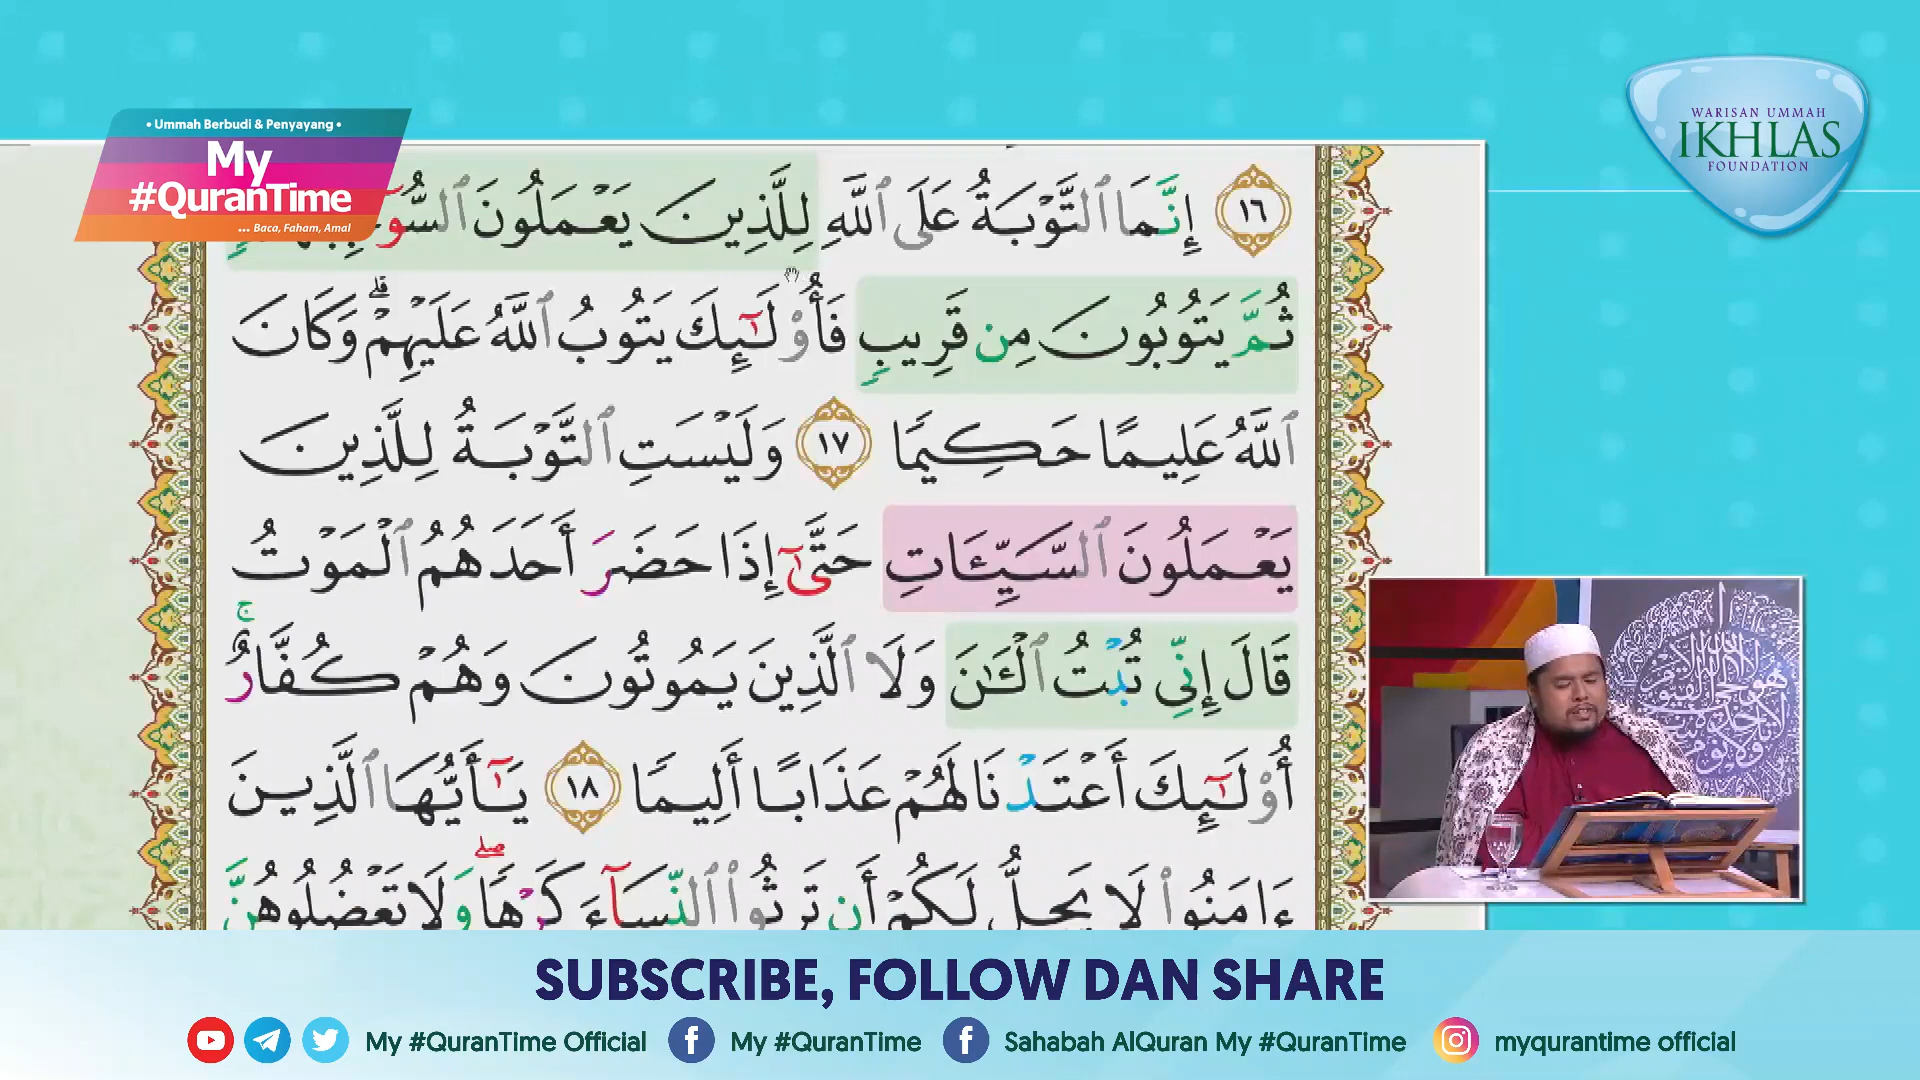 • Ummah Berbudi & Penyayang •
My
#QuranTime
... Baca, Faham, Amal
WARISAN UMMAH
IKHLAS
FOUNDATION
١٦ إِنَّمَا ٱلتَّوْبَةُ عَلَى ٱللَّهِ لِلَّذِينَ يَعْمَلُونَ ٱلسُّوٓءَ
ثُمَّ يَتُوبُونَ مِن قَرِيبٍ فَأُو۟لَـٰٓئِكَ يَتُوبُ ٱللَّهُ عَلَيْهِمْ ۗ وَكَانَ
ٱللَّهُ عَلِيمًا حَكِيمًا ١٧ وَلَيْسَتِ ٱلتَّوْبَةُ لِلَّذِينَ
يَعْمَلُونَ ٱلسَّيِّـَٔاتِ حَتَّىٰٓ إِذَا حَضَرَ أَحَدَهُمُ ٱلْمَوْتُ
قَالَ إِنِّى تُبْتُ ٱلْـَٔـٰنَ وَلَا ٱلَّذِينَ يَمُوتُونَ وَهُمْ كُفَّارٌ ۚ
أُو۟لَـٰٓئِكَ أَعْتَدْنَا لَهُمْ عَذَابًا أَلِيمًا ١٨ يَـٰٓأَيُّهَا ٱلَّذِينَ
ءَامَنُوا۟ لَا يَحِلُّ لَكُمْ أَن تَرِثُوا۟ ٱلنِّسَآءَ كَرْهًا ۖ وَلَا تَعْضُلُوهُنَّ
SUBSCRIBE, FOLLOW DAN SHARE
My #QuranTime Official My #QuranTime Sahabah AlQuran My #QuranTime myqurantime official